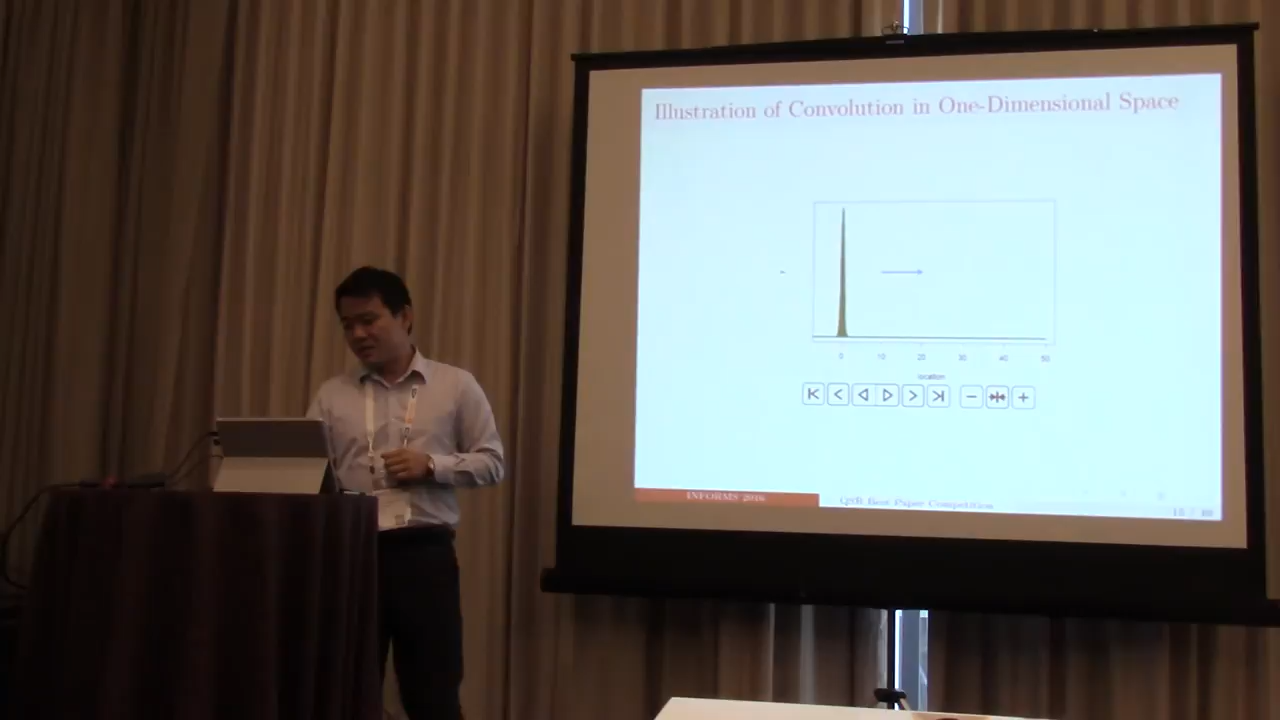 Illustration of Convolution in One-Dimensional Space
0 10 20 30 40 50
location
INFORMS 2018
QSR Best Paper Competition